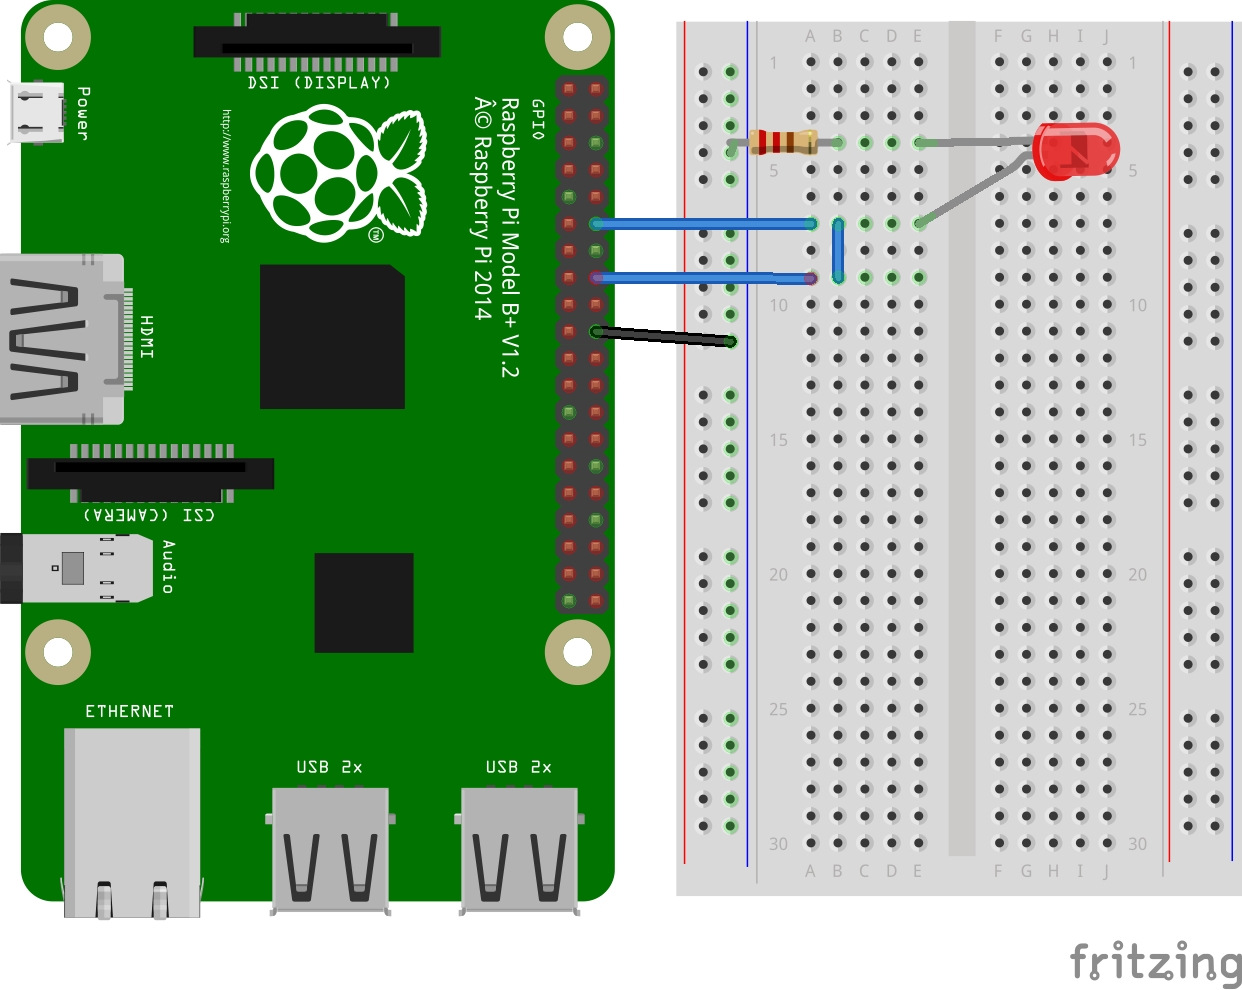 DSI (DISPLAY)
Power
http://www.raspberrypi.org
GPIO
Raspberry Pi Model B+ V1.2
Â© Raspberry Pi 2014
TM
HDMI
CSI (CAMERA)
Audio
ETHERNET
USB 2x
USB 2x
A B C D E F G H I J
1 1
5 5
10 10
15 15
20 20
25 25
30 30
A B C D E F G H I J
fritzing